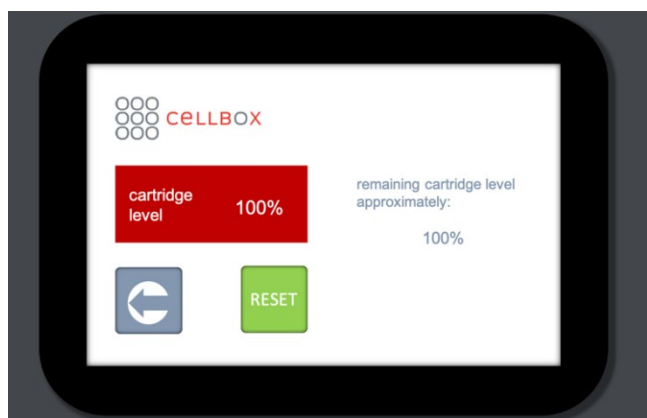 CELLBOX
cartridge
level
100%
remaining cartridge level
approximately:
100%
RESET